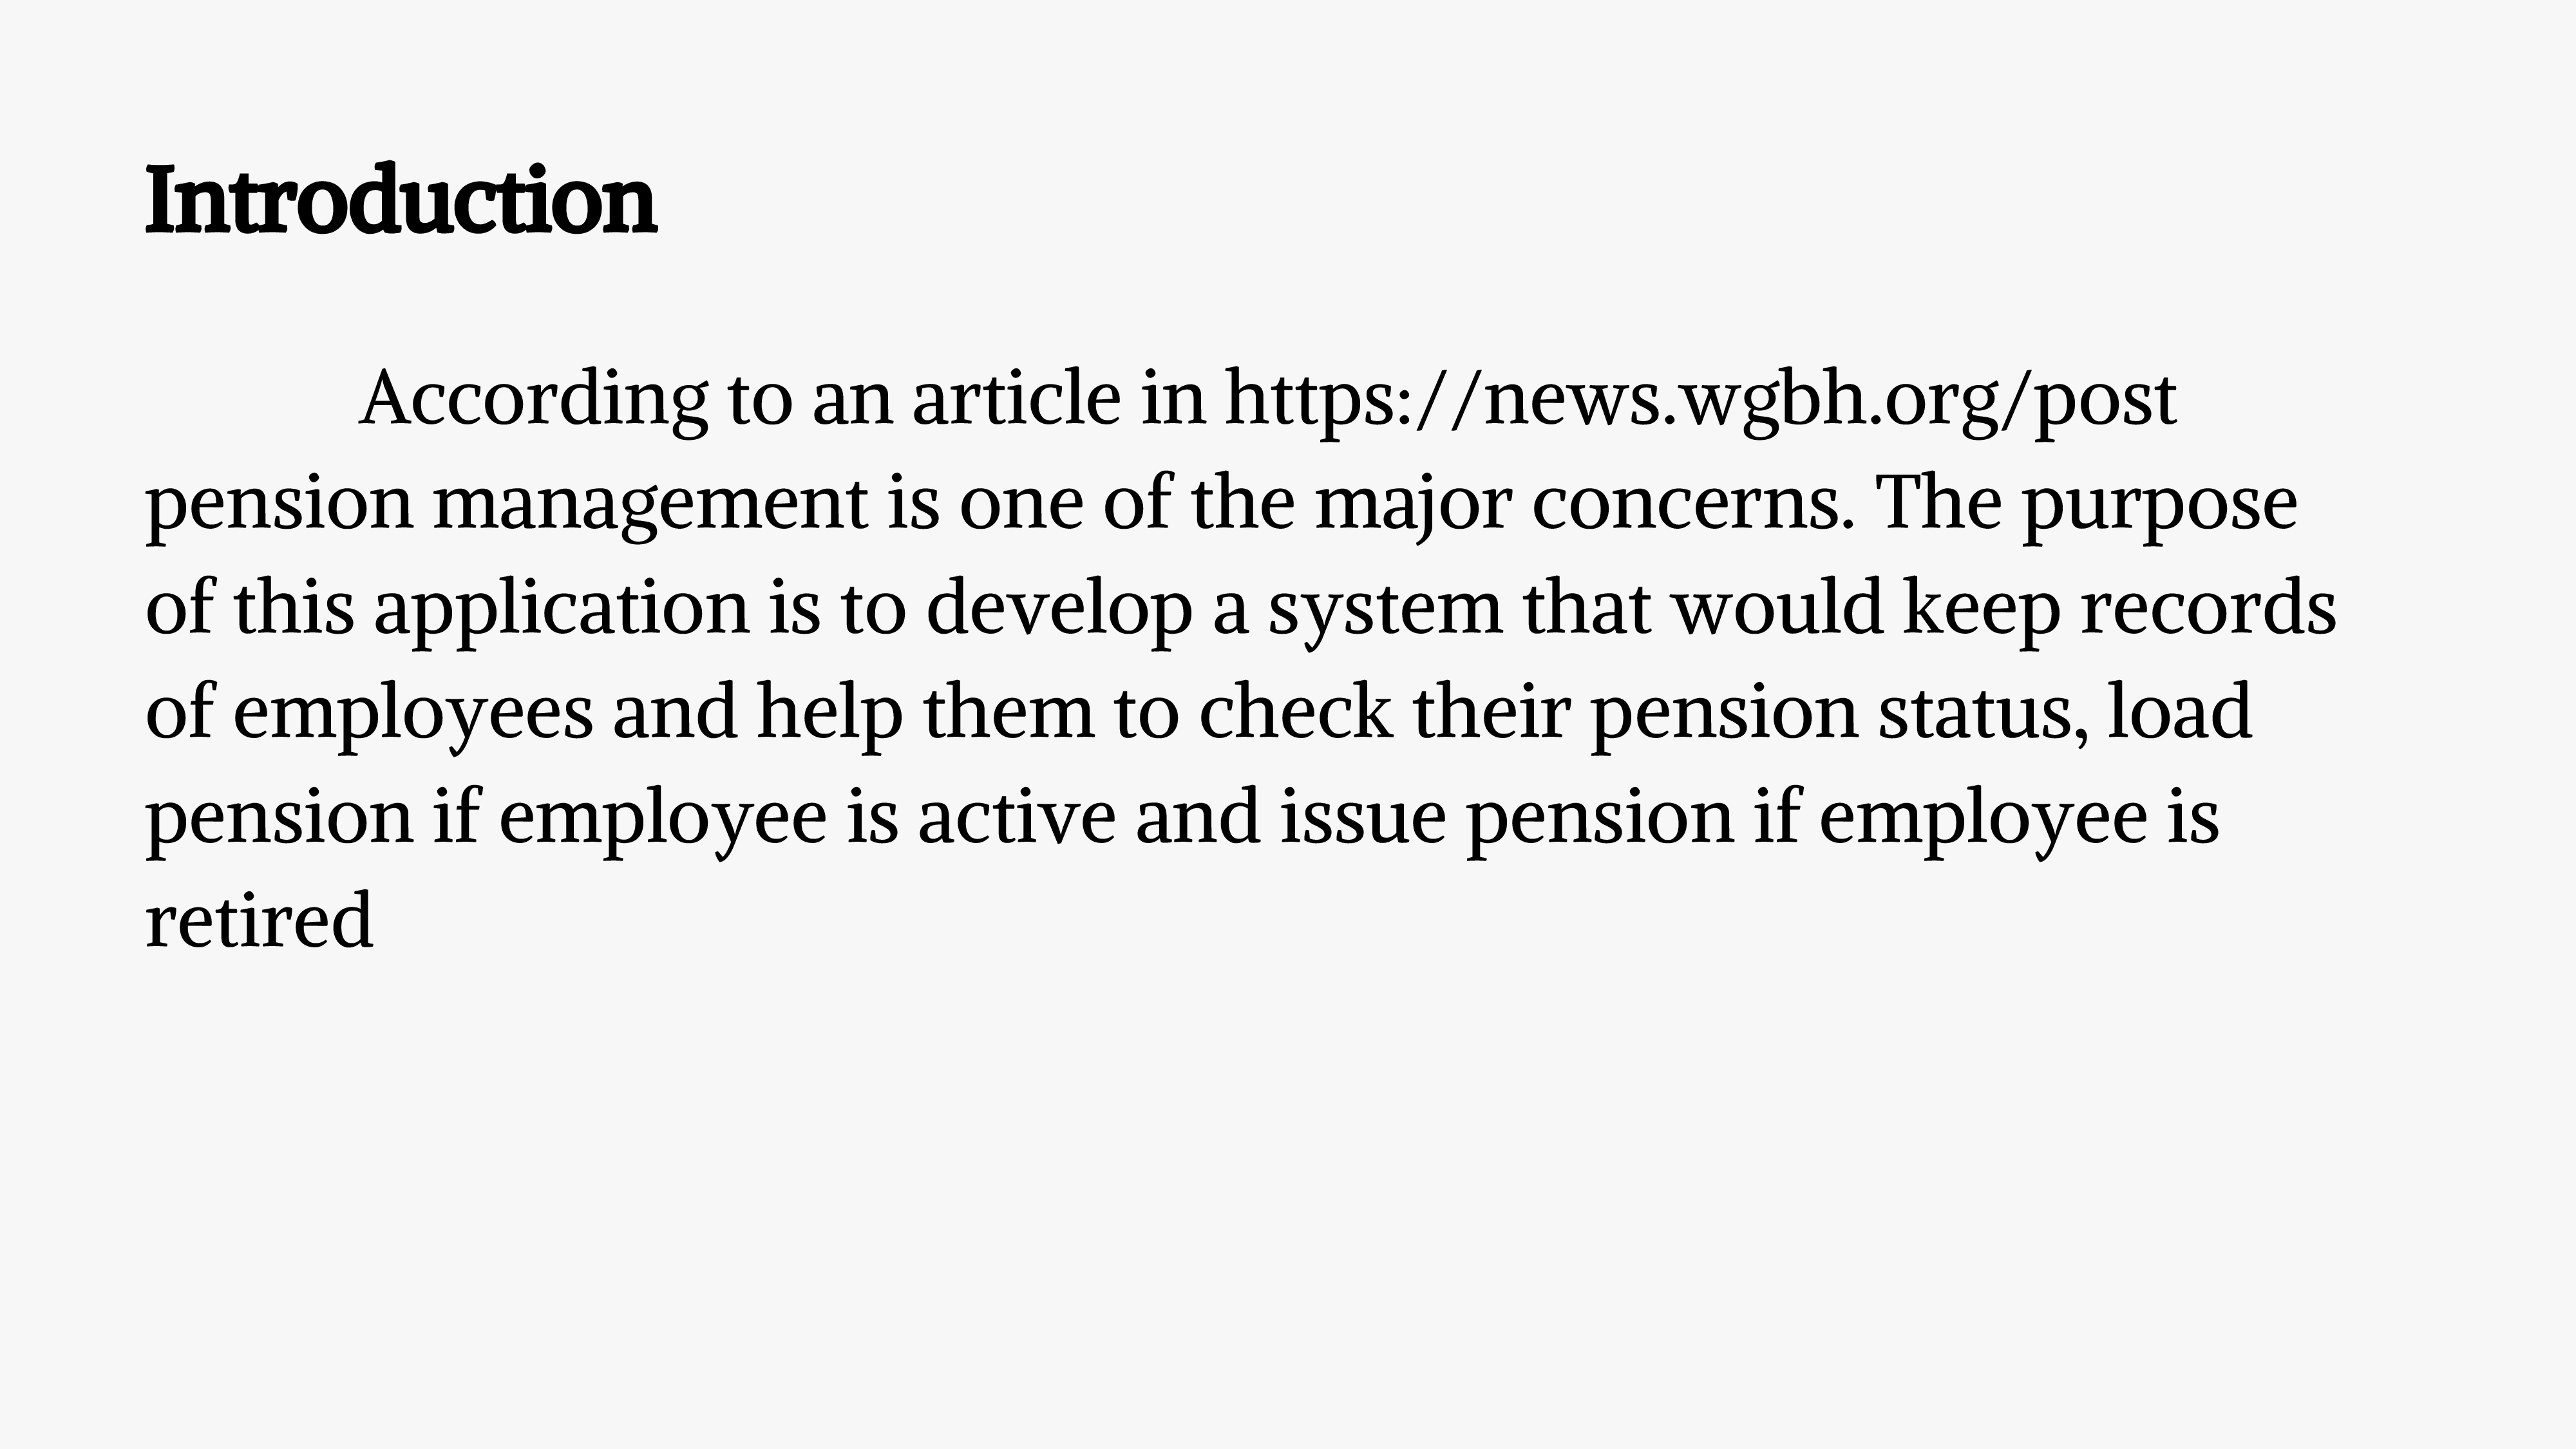 Introduction
According to an article in https://news.wgbh.org/post
pension management is one of the major concerns. The purpose
of this application is to develop a system that would keep records
of employees and help them to check their pension status, load
pension if employee is active and issue pension if employee is
retired